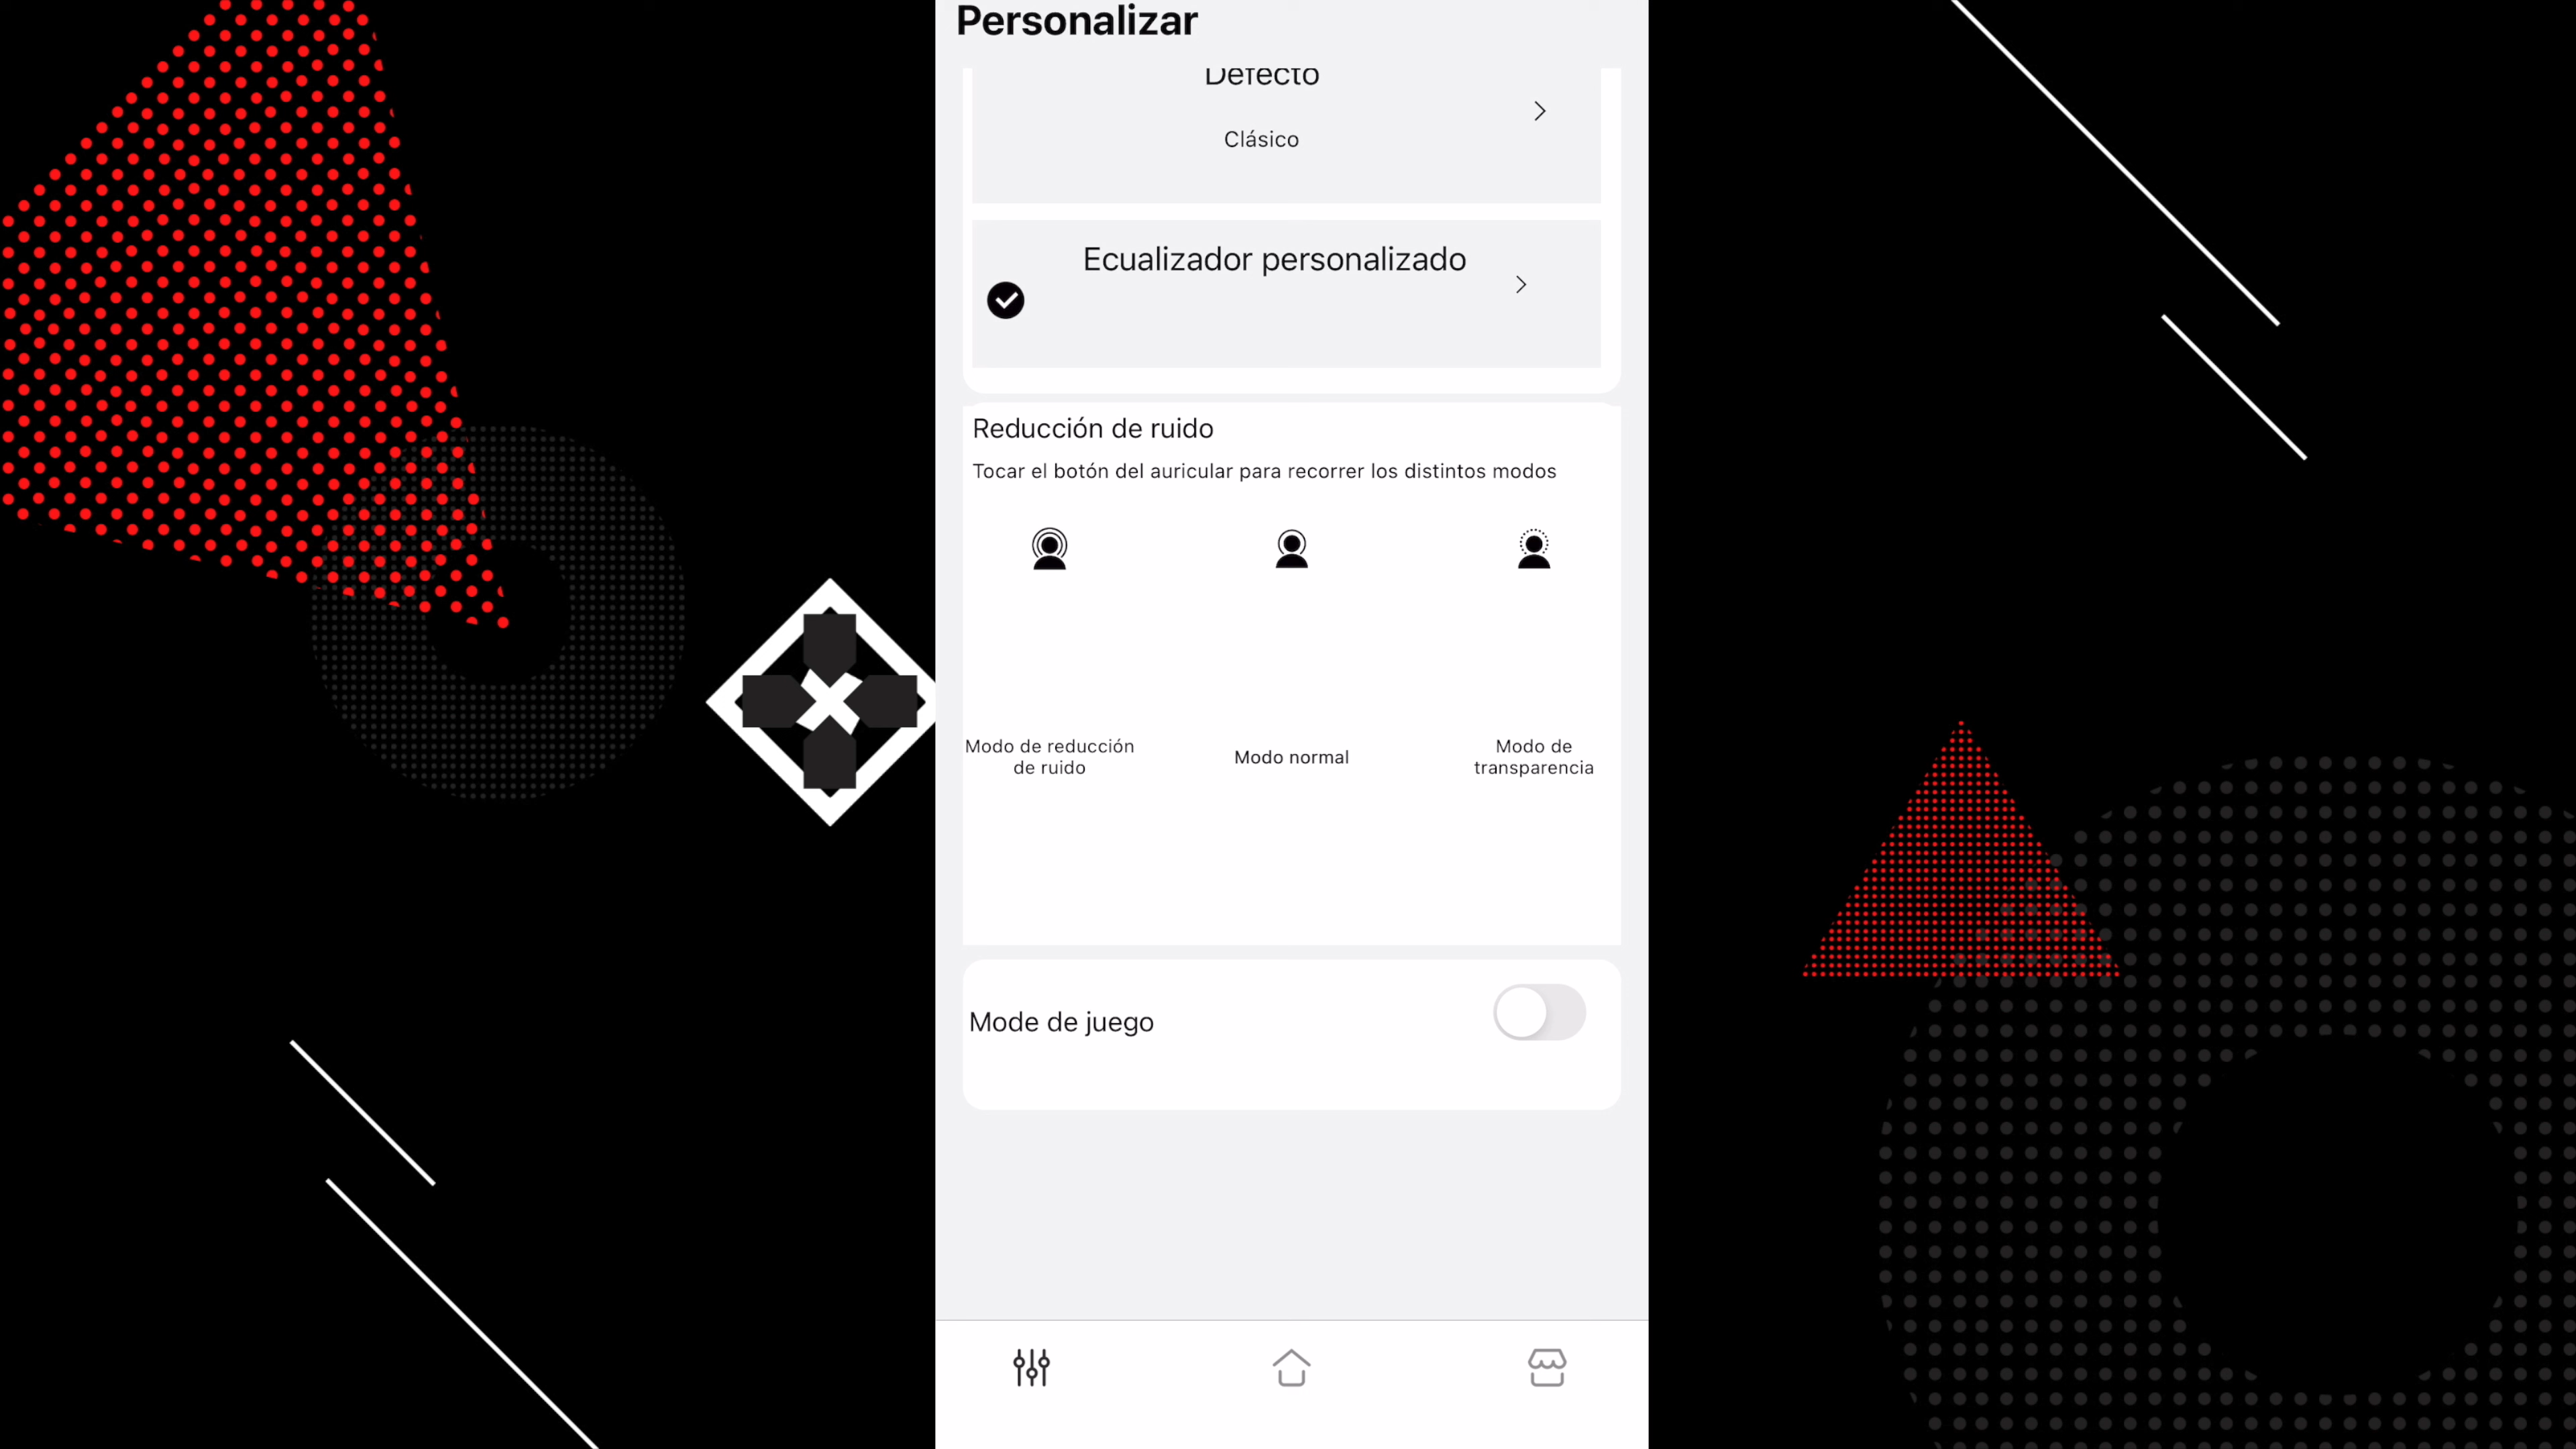 Personalizar
Defecto
Clásico
Ecualizador personalizado
Reducción de ruido
Tocar el botón del auricular para recorrer los distintos modos
Modo de reducción
de ruido
Modo normal
Modo de
transparencia
Mode de juego